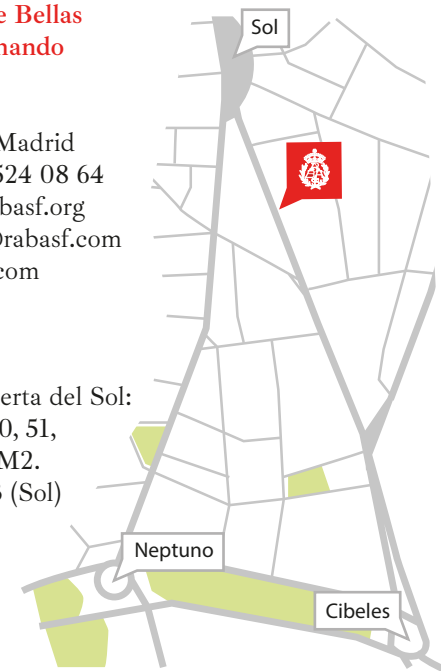 e Bellas
nando
Madrid
524 08 64
basf.org
@rabasf.com
com
erta del Sol:
0, 51,
M2.
(Sol)
Sol
Neptuno
Cibeles